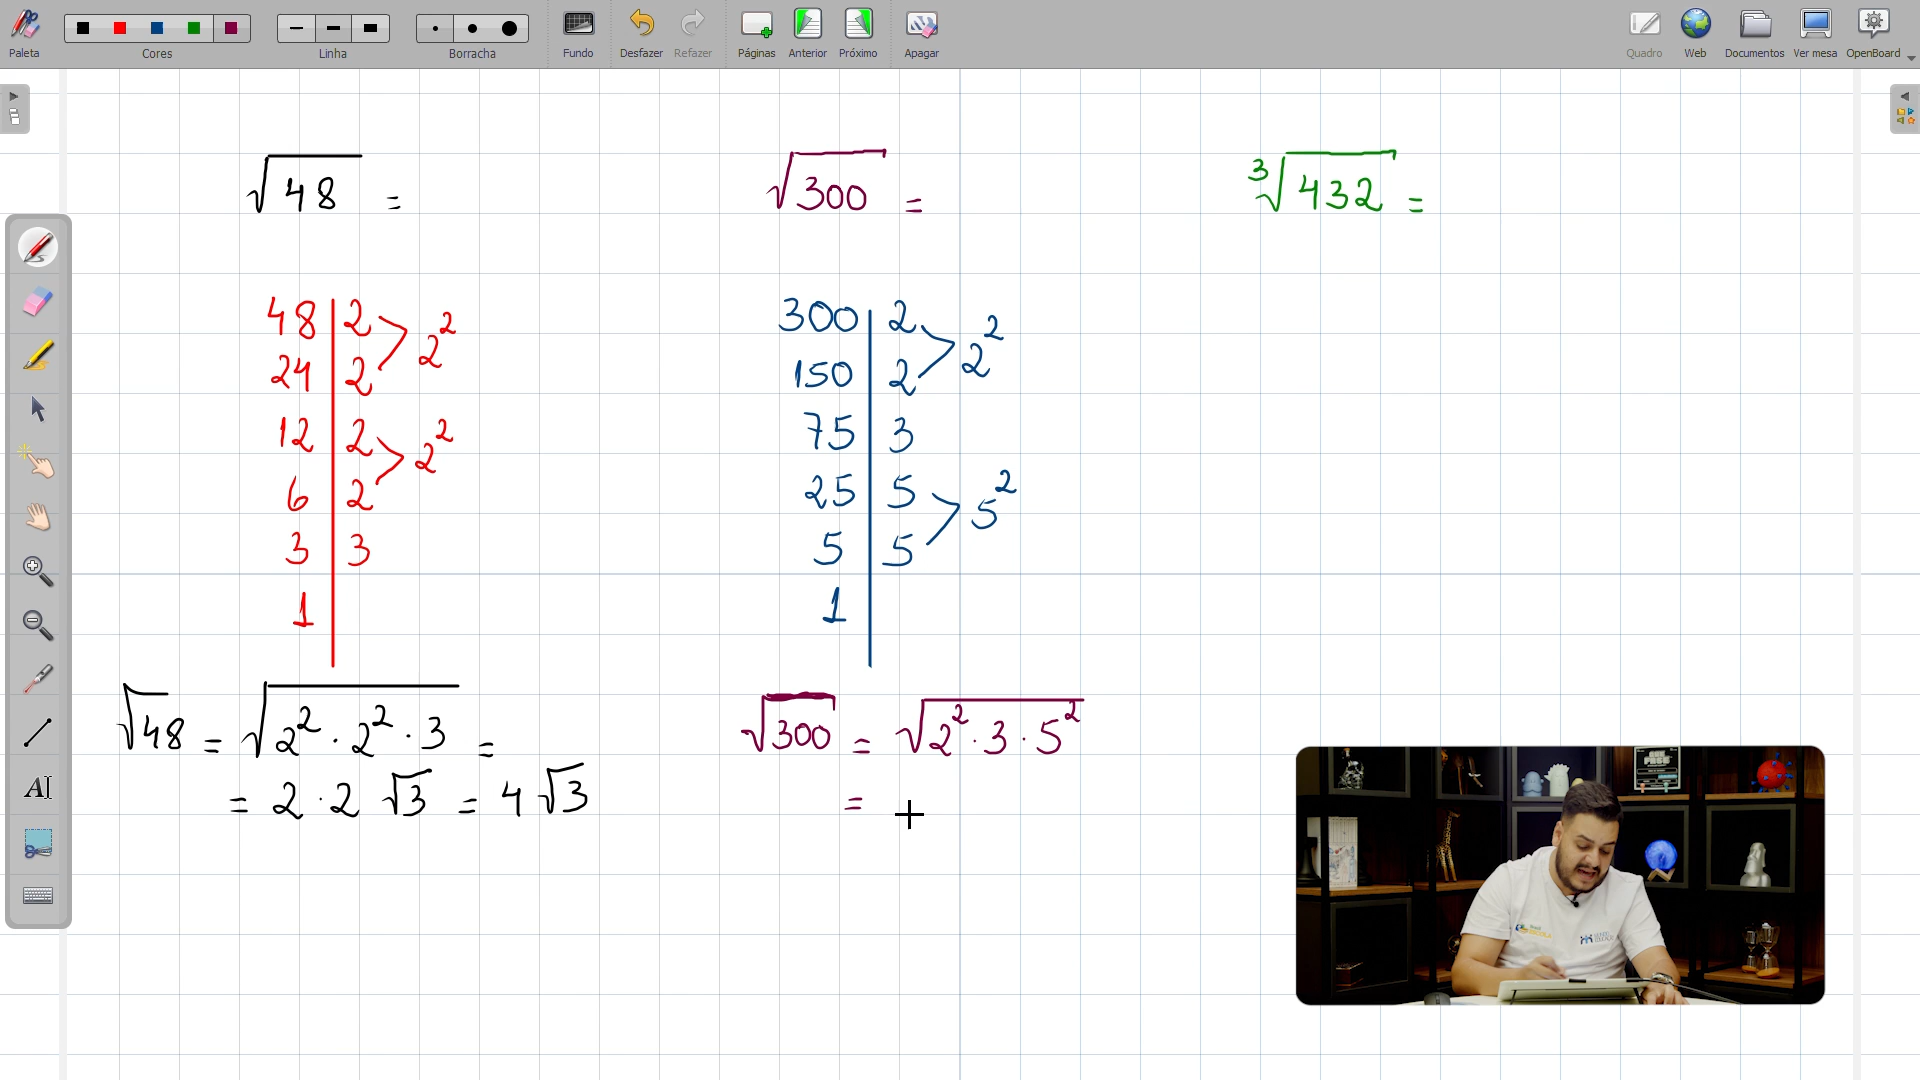 Paleta Cores Linha Borracha Fundo Desfazer Refazer Páginas Anterior Próximo Apagar Quadro Web Documentos Ver mesa OpenBoard
√48 =
√300 =
³√432 =
48 | 2
24 | 2 > 2²
12 | 2
6 | 2 > 2²
3 | 3
1
300 | 2
150 | 2 > 2²
75 | 3
25 | 5
5 | 5 > 5²
1
√48 = √2² · 2² · 3 =
= 2 · 2 √3 = 4 √3
√300 = √2² · 3 · 5²
=
AI